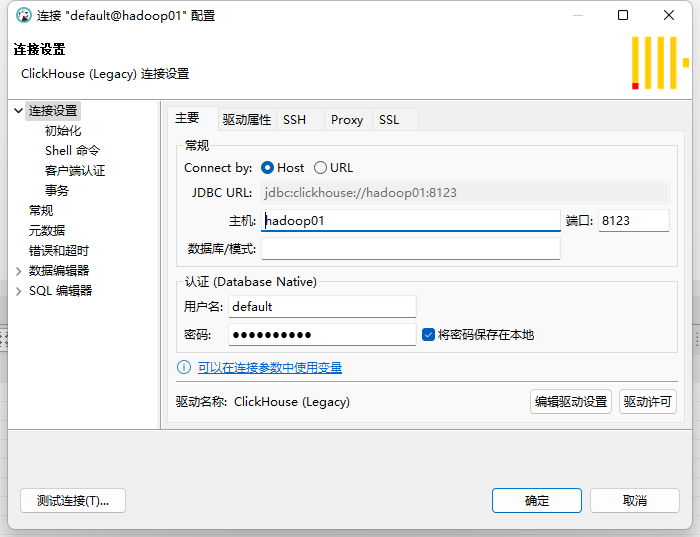 连接 "default@hadoop01" 配置
连接设置
ClickHouse (Legacy) 连接设置
连接设置
初始化
Shell 命令
客户端认证
事务
常规
元数据
错误和超时
数据编辑器
SQL 编辑器
主要 驱动属性 SSH Proxy SSL
常规
Connect by: Host URL
JDBC URL: jdbc:clickhouse://hadoop01:8123
主机: hadoop01 端口: 8123
数据库/模式:
认证 (Database Native)
用户名: default
密码: ●●●●●●●●●● 将密码保存在本地
可以在连接参数中使用变量
驱动名称: ClickHouse (Legacy) 编辑驱动设置 驱动许可
测试连接(T)... 确定 取消